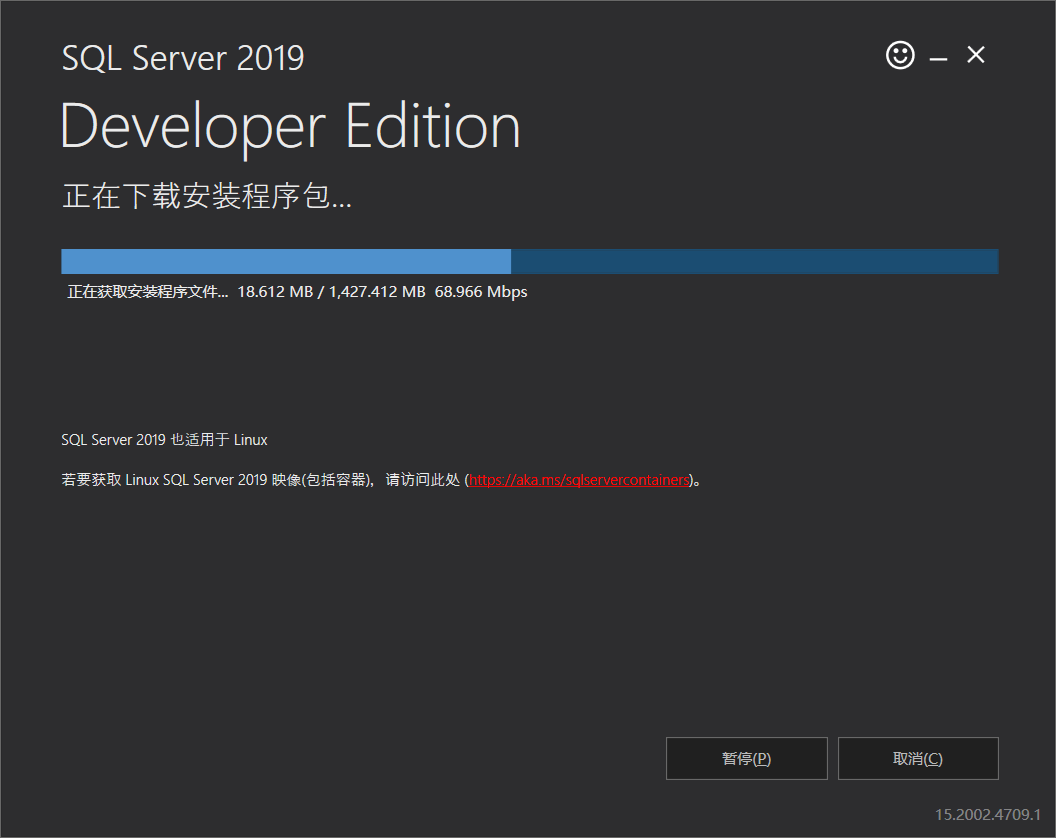 SQL Server 2019
Developer Edition
正在下载安装程序包...
正在获取安装程序文件... 18.612 MB / 1,427.412 MB 68.966 Mbps
SQL Server 2019 也适用于 Linux
若要获取 Linux SQL Server 2019 映像(包括容器)，请访问此处 (https://aka.ms/sqlservercontainers)。
暂停(P) 取消(C)
15.2002.4709.1